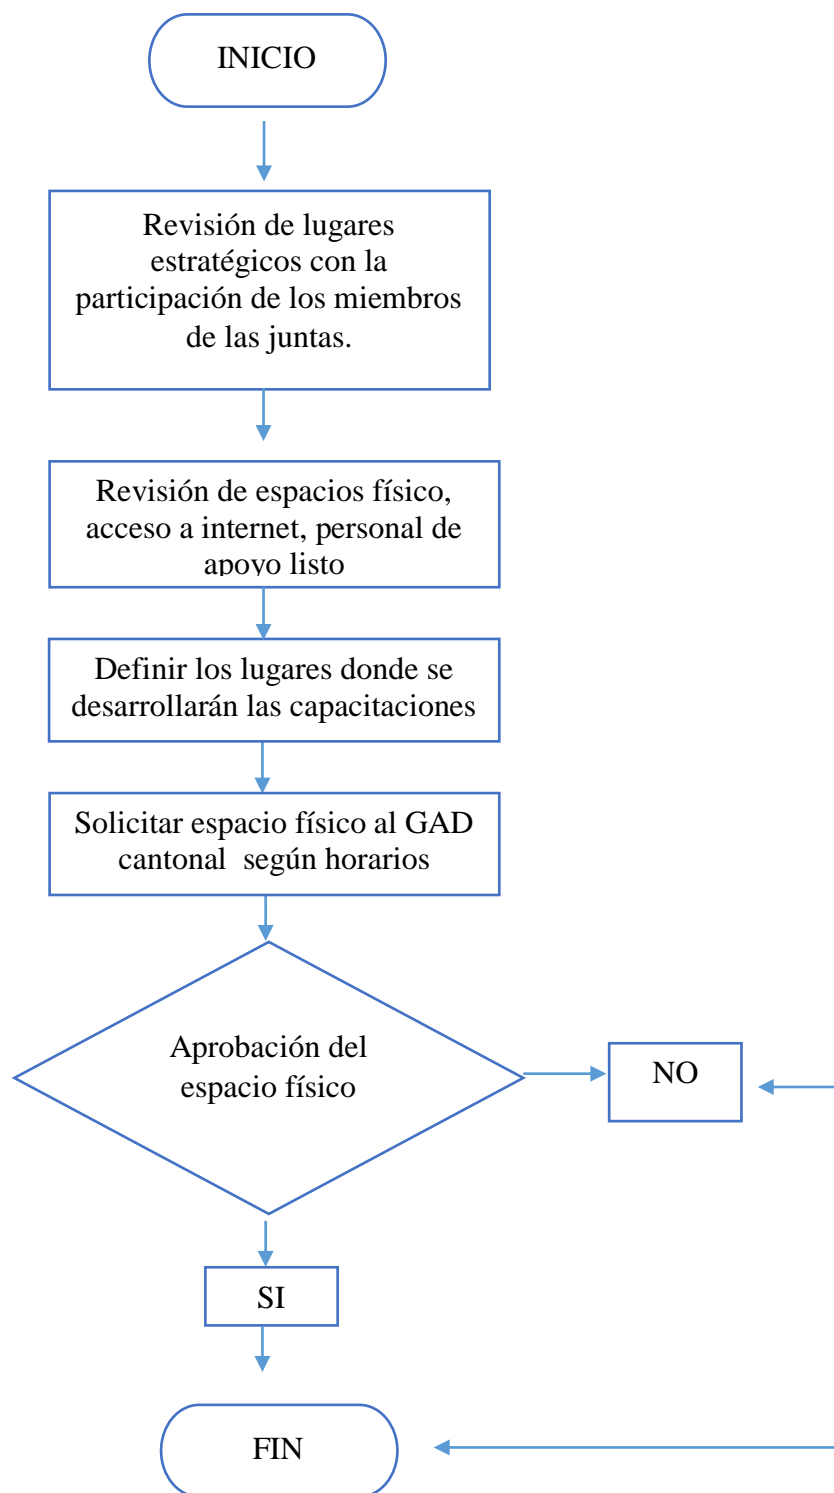 INICIO
Revisión de lugares
estratégicos con la
participación de los miembros
de las juntas.
Revisión de espacios físico,
acceso a internet, personal de
apoyo listo
Definir los lugares donde se
desarrollarán las capacitaciones
Solicitar espacio físico al GAD
cantonal  según horarios
Aprobación del
espacio físico
NO
SI
FIN